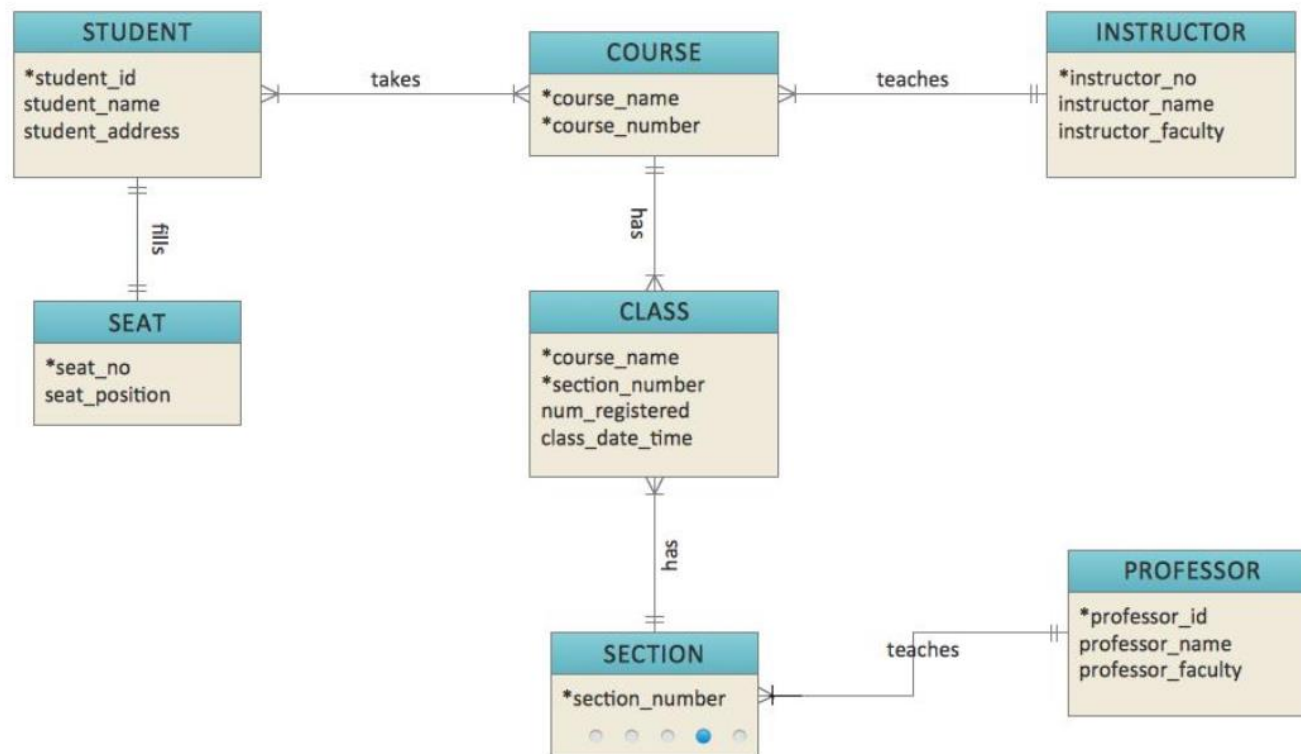 STUDENT
*student_id
student_name
student_address
takes
COURSE
*course_name
*course_number
teaches
INSTRUCTOR
*instructor_no
instructor_name
instructor_faculty
fills
has
SEAT
*seat_no
seat_position
CLASS
*course_name
*section_number
num_registered
class_date_time
has
SECTION
*section_number
teaches
PROFESSOR
*professor_id
professor_name
professor_faculty